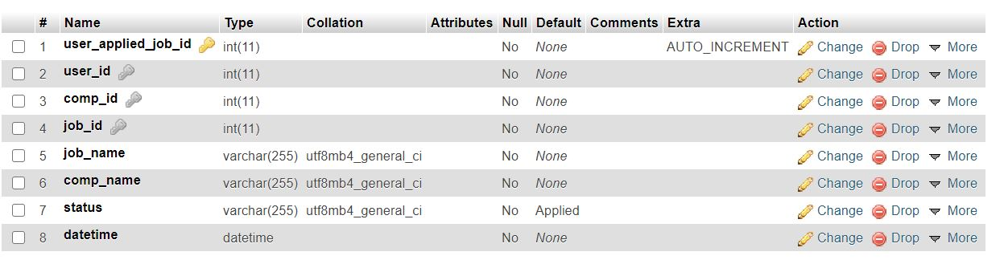 # Name Type Collation Attributes Null Default Comments Extra Action
1 user_applied_job_id int(11) No None AUTO_INCREMENT Change Drop More
2 user_id int(11) No None Change Drop More
3 comp_id int(11) No None Change Drop More
4 job_id int(11) No None Change Drop More
5 job_name varchar(255) utf8mb4_general_ci No None Change Drop More
6 comp_name varchar(255) utf8mb4_general_ci No None Change Drop More
7 status varchar(255) utf8mb4_general_ci No Applied Change Drop More
8 datetime datetime No None Change Drop More